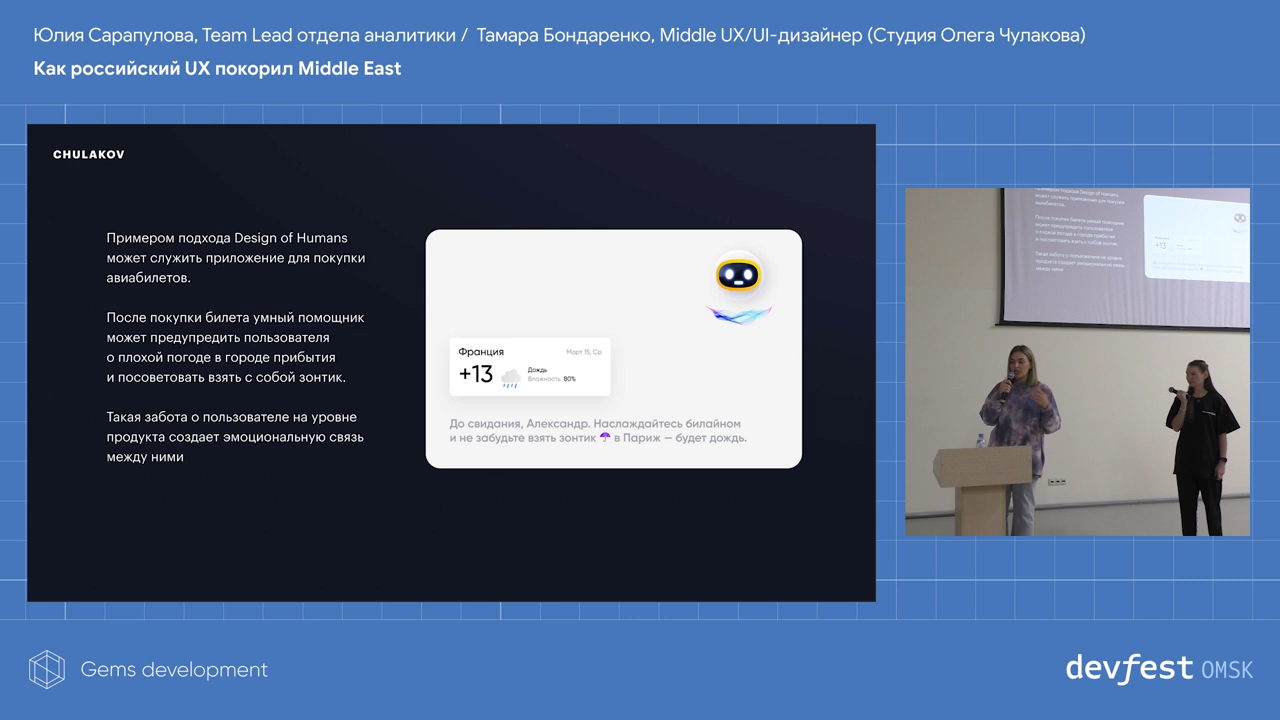 Юлия Сарапулова, Team Lead отдела аналитики / Тамара Бондаренко, Middle UX/UI-дизайнер (Студия Олега Чулакова)
Как российский UX покорил Middle East
CHULAKOV
Примером подхода Design of Humans
может служить приложение для покупки
авиабилетов.
После покупки билета умный помощник
может предупредить пользователя
о плохой погоде в городе прибытия
и посоветовать взять с собой зонтик.
Такая забота о пользователе на уровне
продукта создает эмоциональную связь
между ними
Франция
Март 15, Ср
+13
Дождь
Влажность 80%
До свидания, Александр. Наслаждайтесь билайном
и не забудьте взять зонтик ☂ в Париж — будет дождь.
Gems development
devfest OMSK